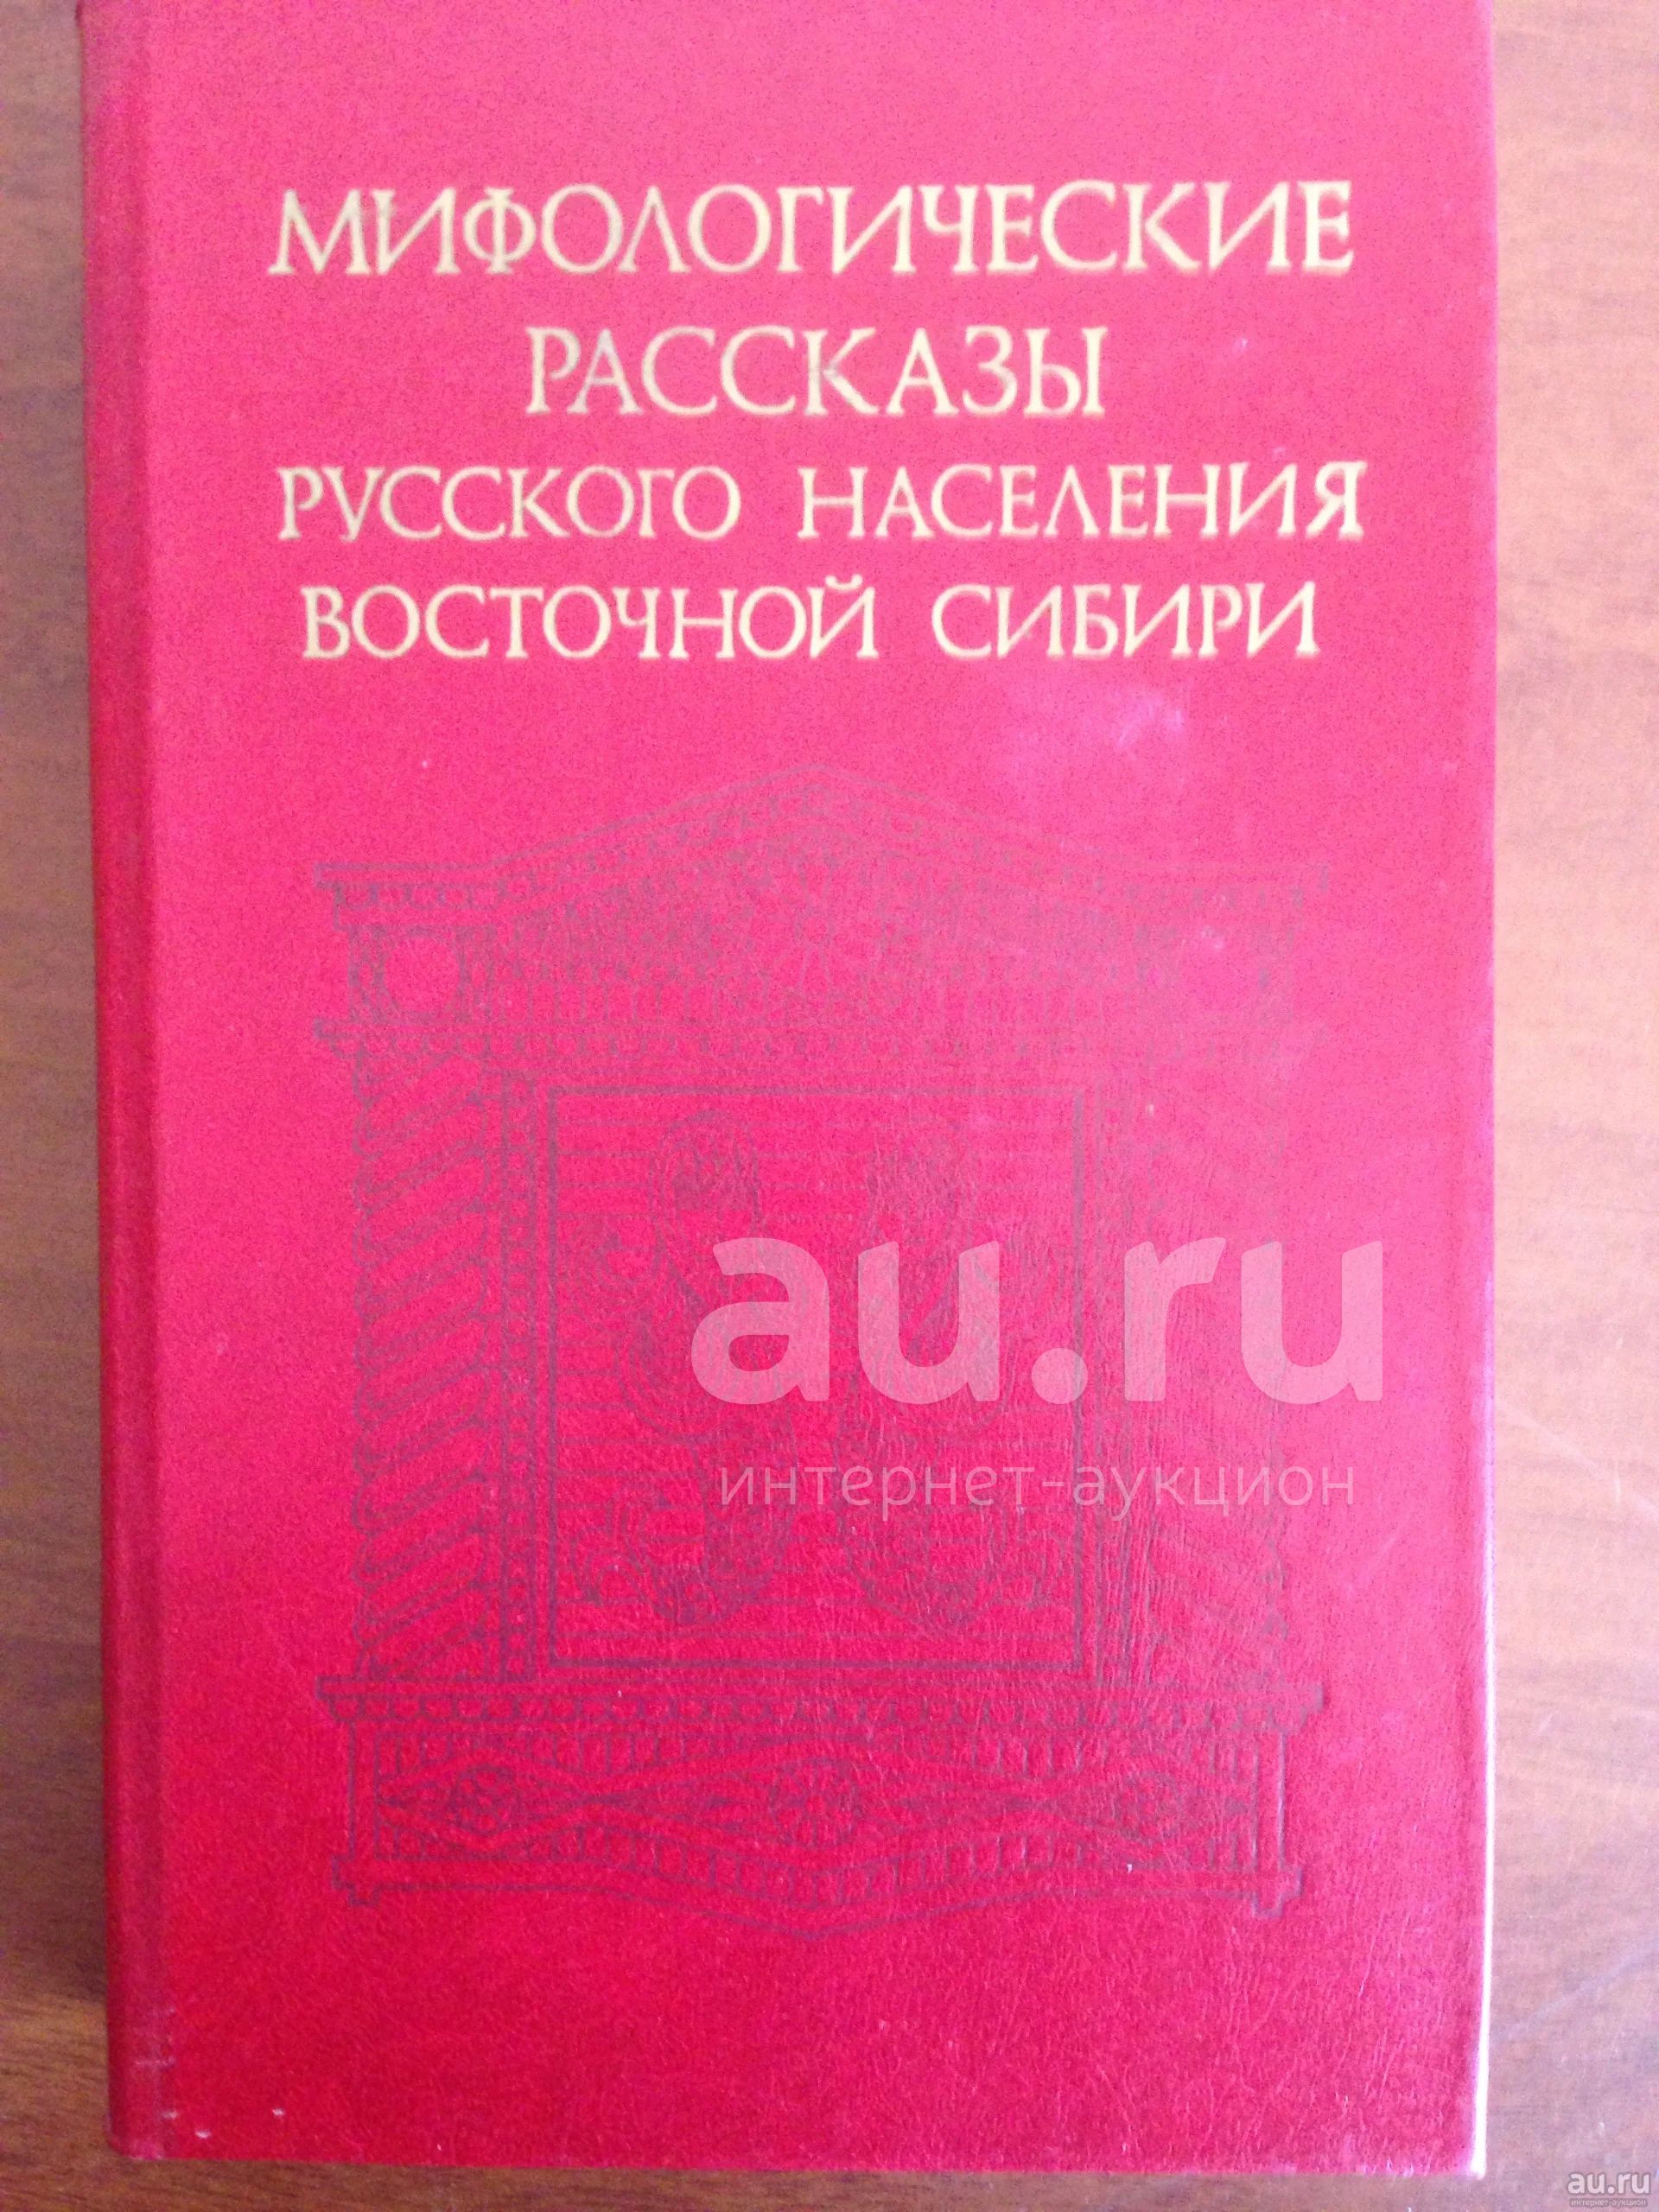 МИФОЛОГИЧЕСКИЕ
РАССКАЗЫ
РУССКОГО НАСЕЛЕНИЯ
ВОСТОЧНОЙ СИБИРИ
au.ru
интернет-аукцион
au.ru
интернет-аукцион